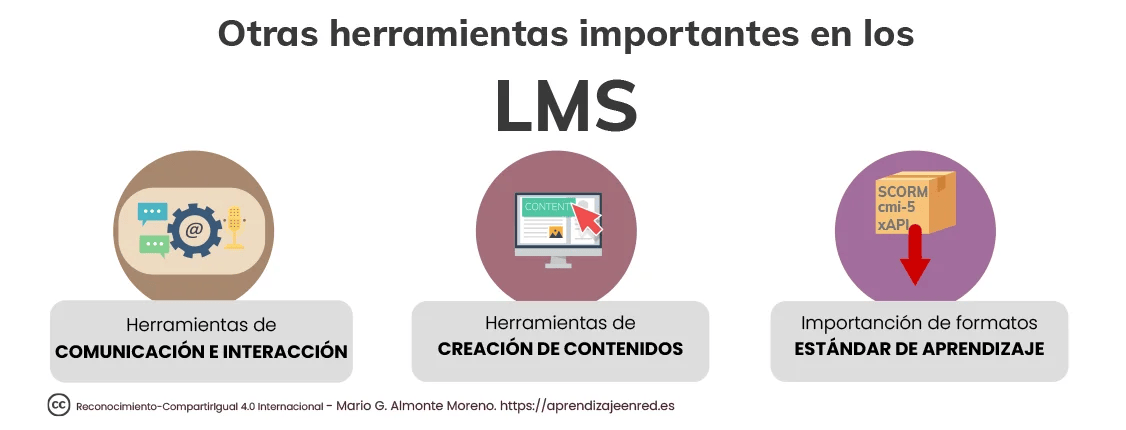 Otras herramientas importantes en los
LMS
@
CONTENT
SCORM
cmi-5
xAPI
Herramientas de
COMUNICACIÓN E INTERACCIÓN
Herramientas de
CREACIÓN DE CONTENIDOS
Importanción de formatos
ESTÁNDAR DE APRENDIZAJE
cc Reconocimiento-CompartirIgual 4.0 Internacional - Mario G. Almonte Moreno. https://aprendizajeenred.es